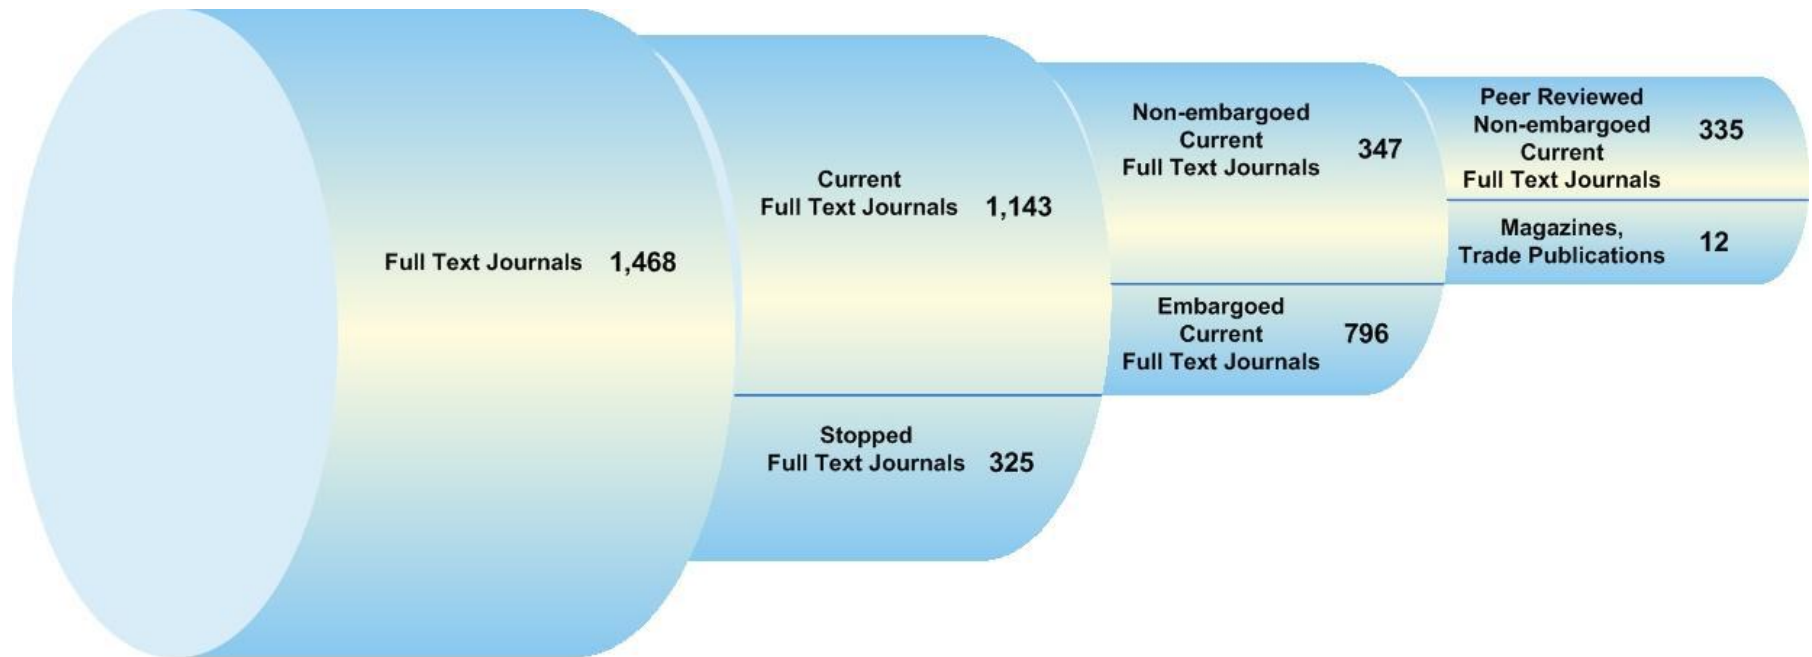 Full Text Journals 1,468
Current
Full Text Journals 1,143
Stopped
Full Text Journals 325
Non-embargoed
Current 347
Full Text Journals
Embargoed
Current 796
Full Text Journals
Peer Reviewed
Non-embargoed 335
Current
Full Text Journals
Magazines, 12
Trade Publications